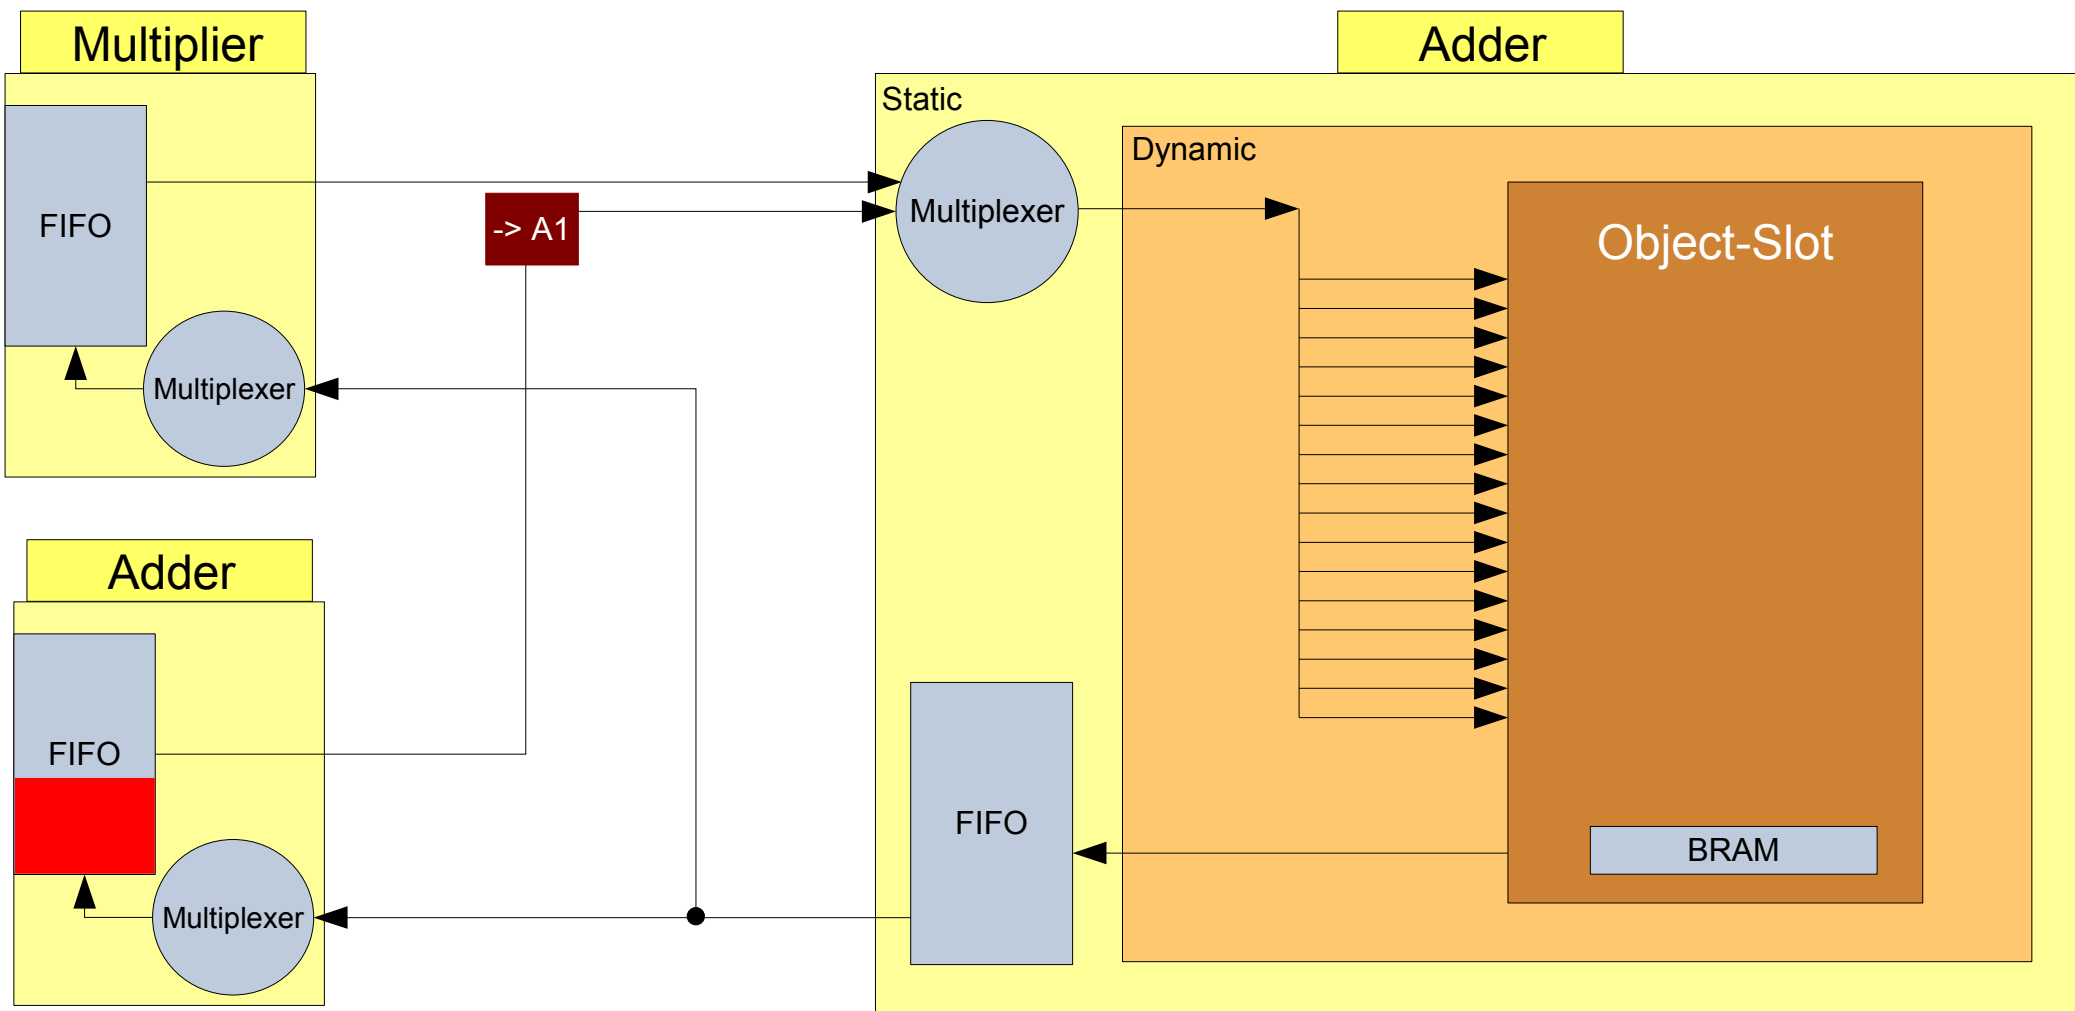 Multiplier
FIFO
Multiplexer
Adder
FIFO
Multiplexer
-> A1
Adder
Static
Multiplexer
Dynamic
Object-Slot
FIFO
BRAM